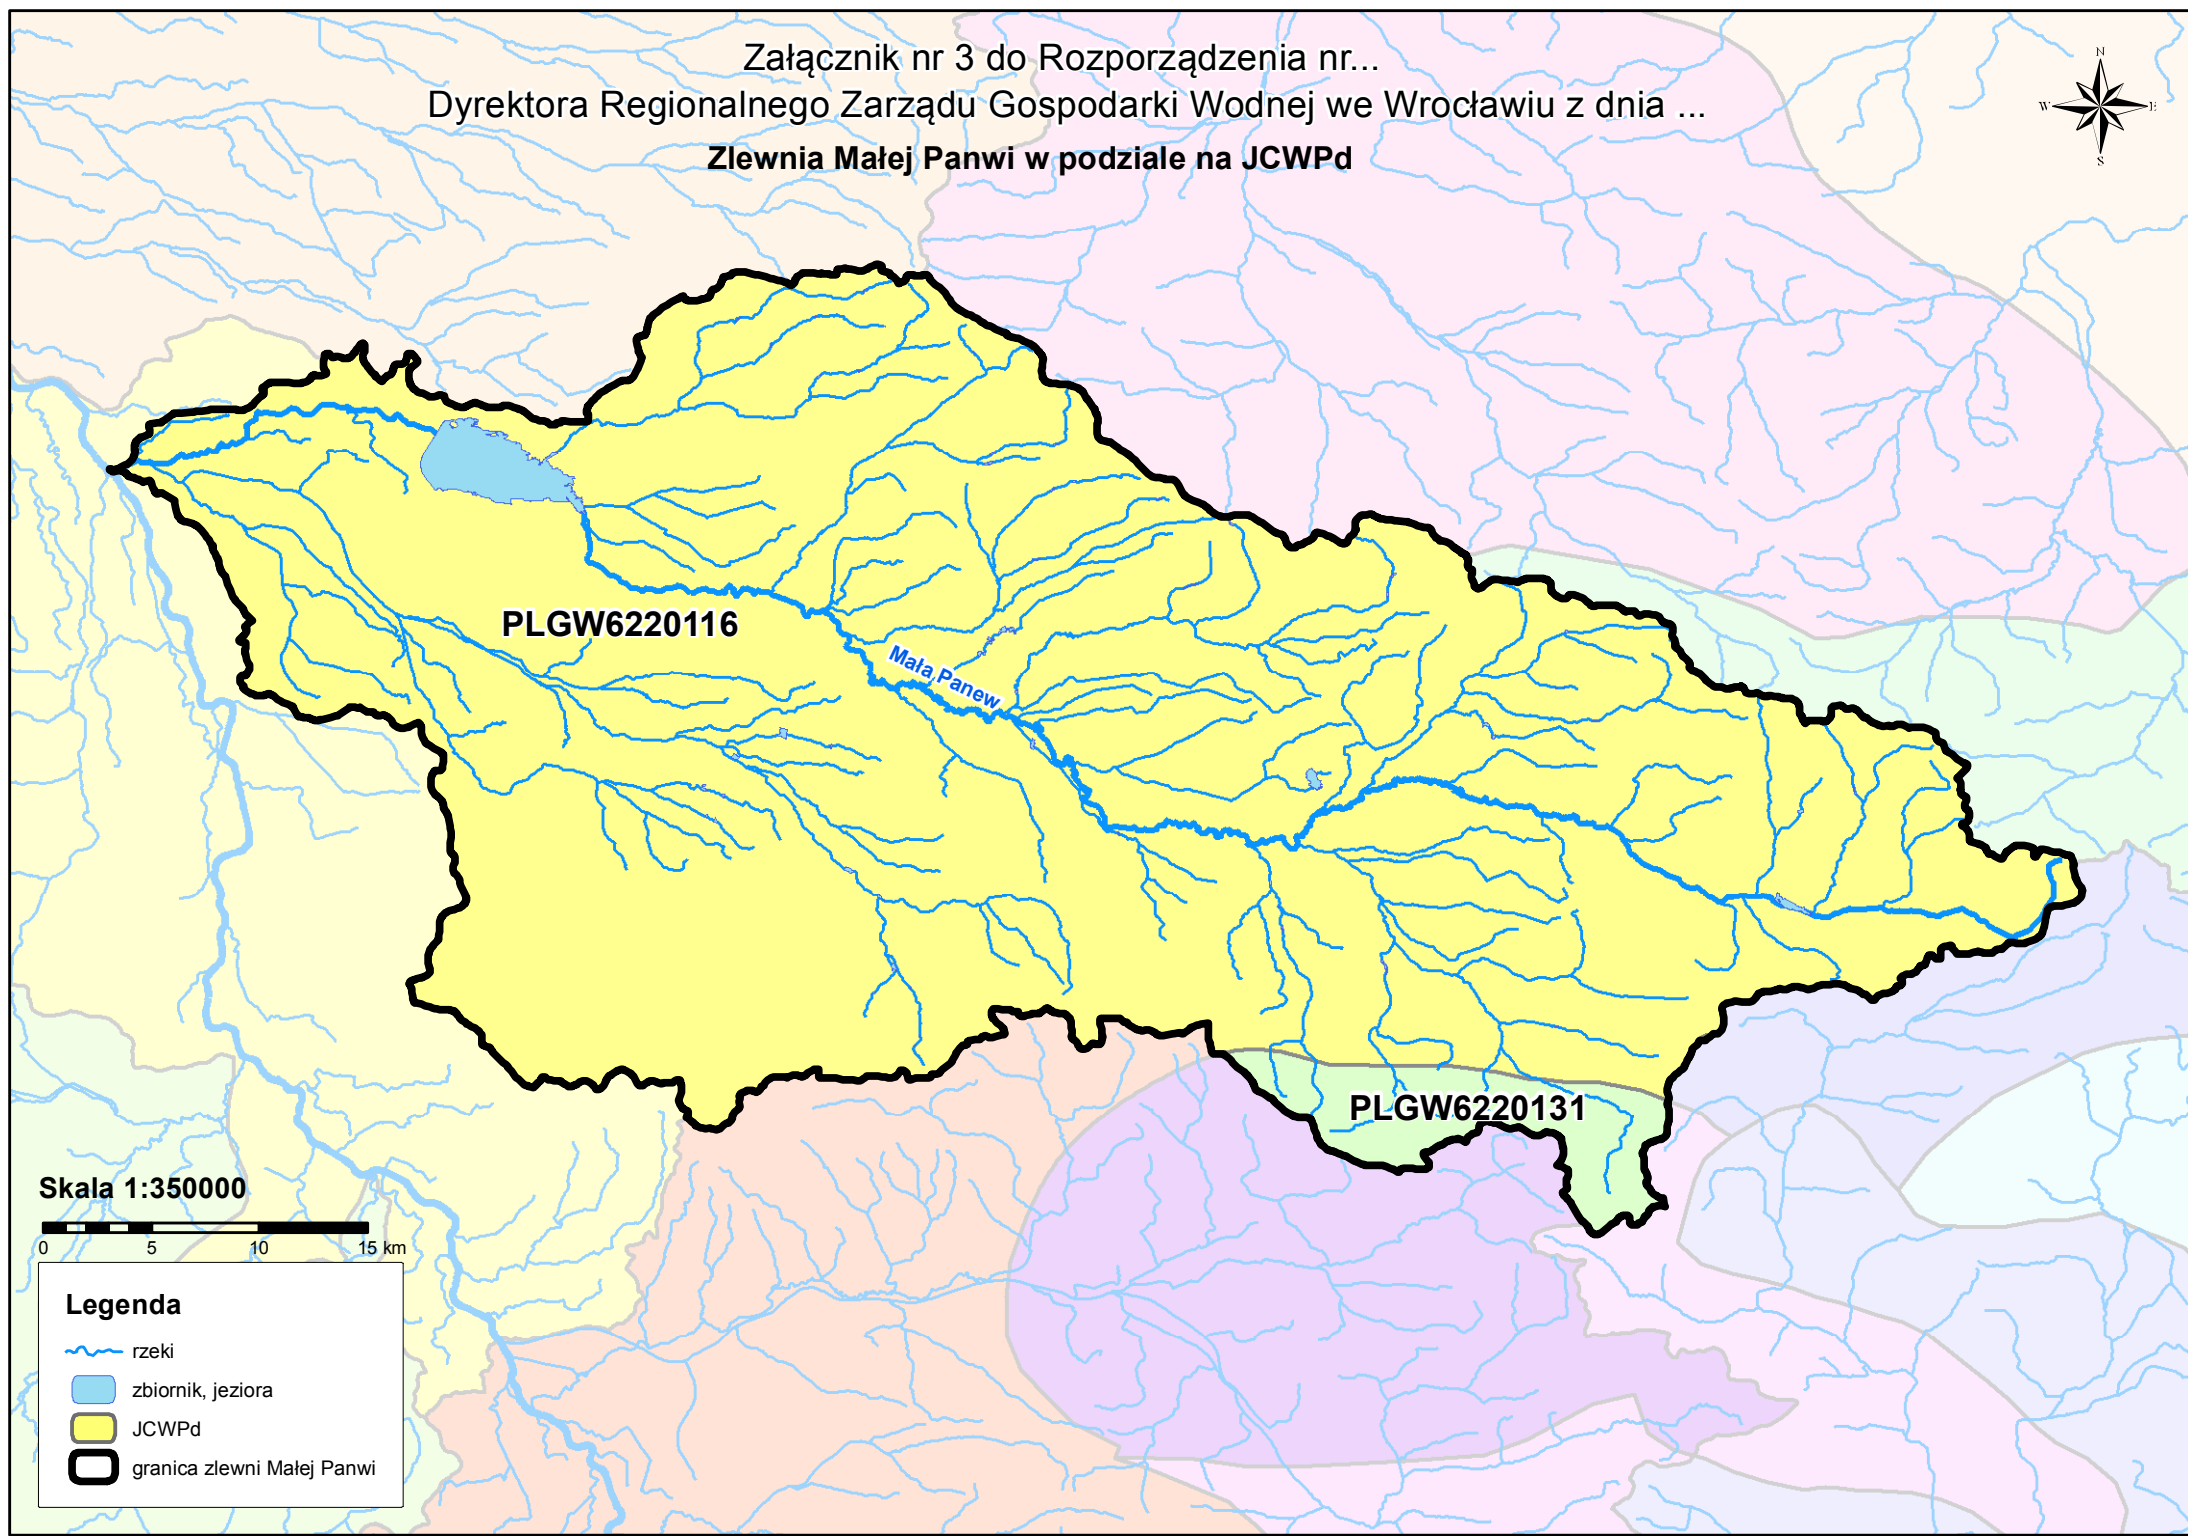 Załącznik nr 3 do Rozporządzenia nr...
Dyrektora Regionalnego Zarządu Gospodarki Wodnej we Wrocławiu z dnia ...
Zlewnia Małej Panwi w podziale na JCWPd
N
W E
S
PLGW6220116
Mała Panew
PLGW6220131
Skala 1:350000
0 5 10 15 km
Legenda
rzeki
zbiornik, jeziora
JCWPd
granica zlewni Małej Panwi